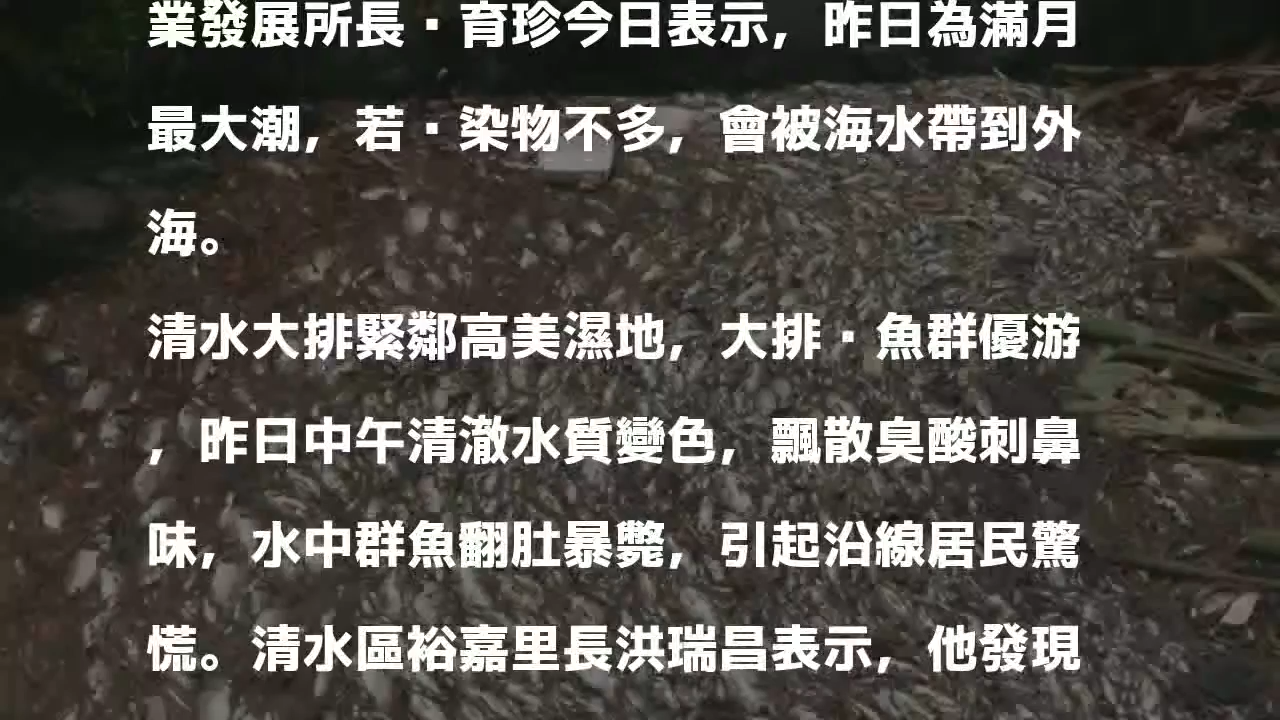 業發展所長▪育珍今日表示，昨日為滿月
最大潮，若▪染物不多，會被海水帶到外
海。
清水大排緊鄰高美濕地，大排▪魚群優游
，昨日中午清澈水質變色，飄散臭酸刺鼻
味，水中群魚翻肚暴斃，引起沿線居民驚
慌。清水區裕嘉里長洪瑞昌表示，他發現